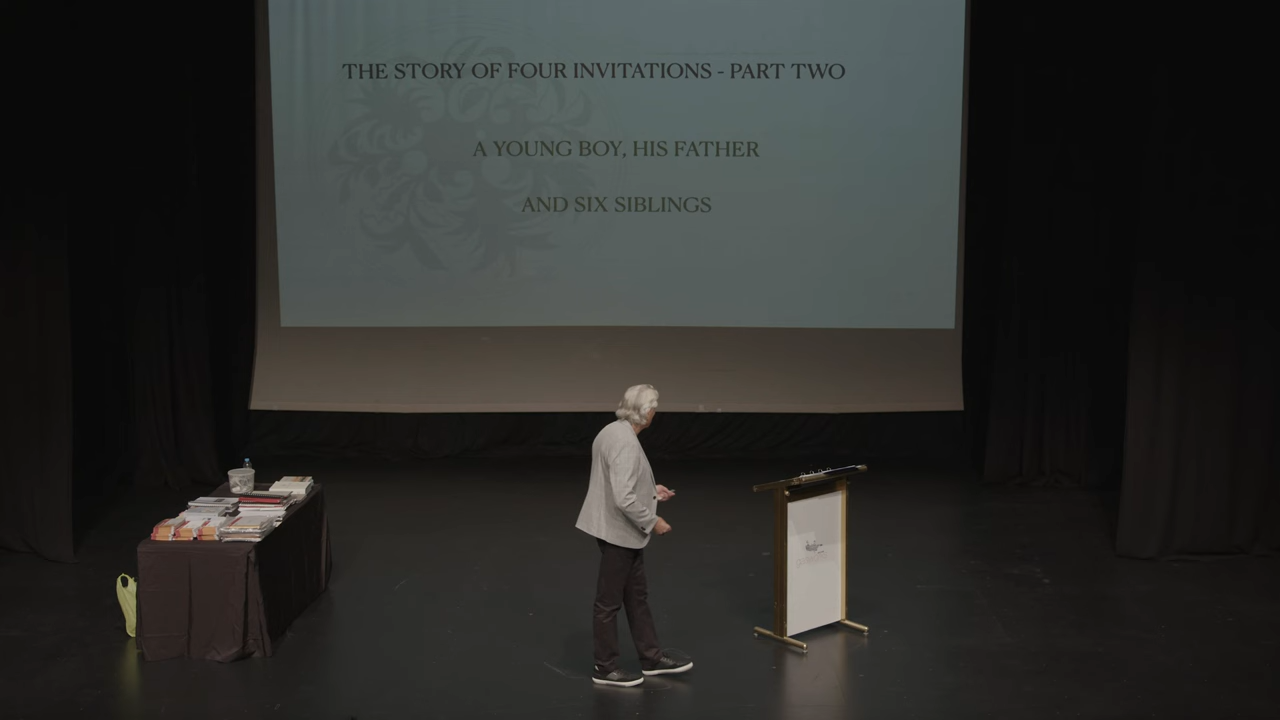 THE STORY OF FOUR INVITATIONS - PART TWO
A YOUNG BOY, HIS FATHER
AND SIX SIBLINGS